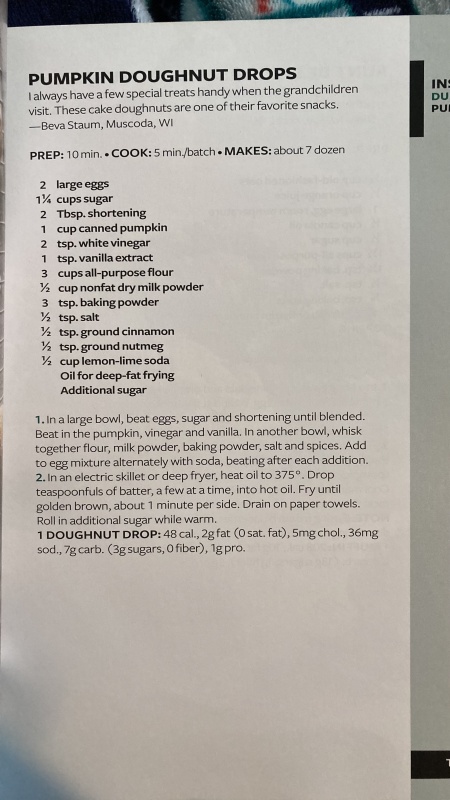 PUMPKIN DOUGHNUT DROPS
I always have a few special treats handy when the grandchildren
visit. These cake doughnuts are one of their favorite snacks.
—Beva Staum, Muscoda, WI
PREP: 10 min. • COOK: 5 min./batch • MAKES: about 7 dozen
2 large eggs
1¼ cups sugar
2 Tbsp. shortening
1 cup canned pumpkin
2 tsp. white vinegar
1 tsp. vanilla extract
3 cups all-purpose flour
½ cup nonfat dry milk powder
3 tsp. baking powder
½ tsp. salt
½ tsp. ground cinnamon
½ tsp. ground nutmeg
½ cup lemon-lime soda
Oil for deep-fat frying
Additional sugar
1. In a large bowl, beat eggs, sugar and shortening until blended.
Beat in the pumpkin, vinegar and vanilla. In another bowl, whisk
together flour, milk powder, baking powder, salt and spices. Add
to egg mixture alternately with soda, beating after each addition.
2. In an electric skillet or deep fryer, heat oil to 375°. Drop
teaspoonfuls of batter, a few at a time, into hot oil. Fry until
golden brown, about 1 minute per side. Drain on paper towels.
Roll in additional sugar while warm.
1 DOUGHNUT DROP: 48 cal., 2g fat (0 sat. fat), 5mg chol., 36mg
sod., 7g carb. (3g sugars, 0 fiber), 1g pro.